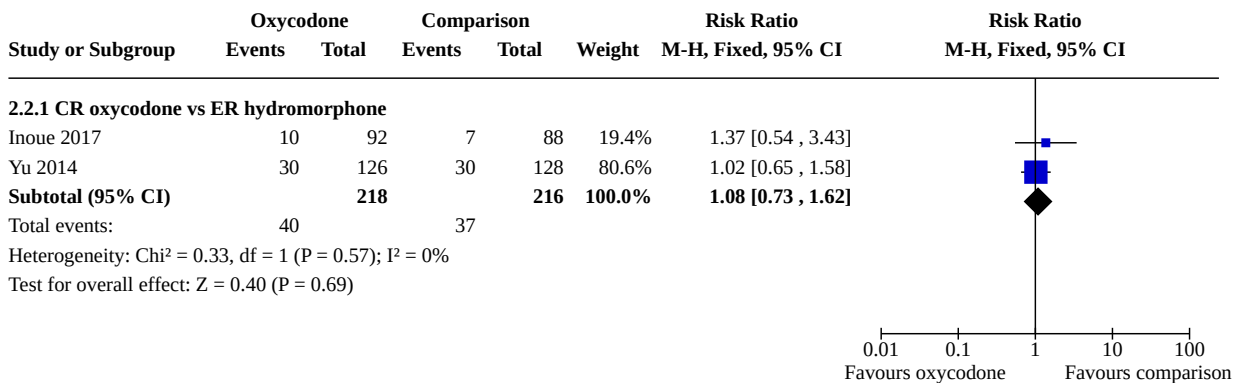 Oxycodone Comparison Risk Ratio Risk Ratio
Study or Subgroup Events Total Events Total Weight M-H, Fixed, 95% CI M-H, Fixed, 95% CI
2.2.1 CR oxycodone vs ER hydromorphone
Inoue 2017 10 92 7 88 19.4% 1.37 [0.54 , 3.43]
Yu 2014 30 126 30 128 80.6% 1.02 [0.65 , 1.58]
Subtotal (95% CI) 218 216 100.0% 1.08 [0.73 , 1.62]
Total events: 40 37
Heterogeneity: Chi² = 0.33, df = 1 (P = 0.57); I² = 0%
Test for overall effect: Z = 0.40 (P = 0.69)
0.01 0.1 1 10 100
Favours oxycodone Favours comparison